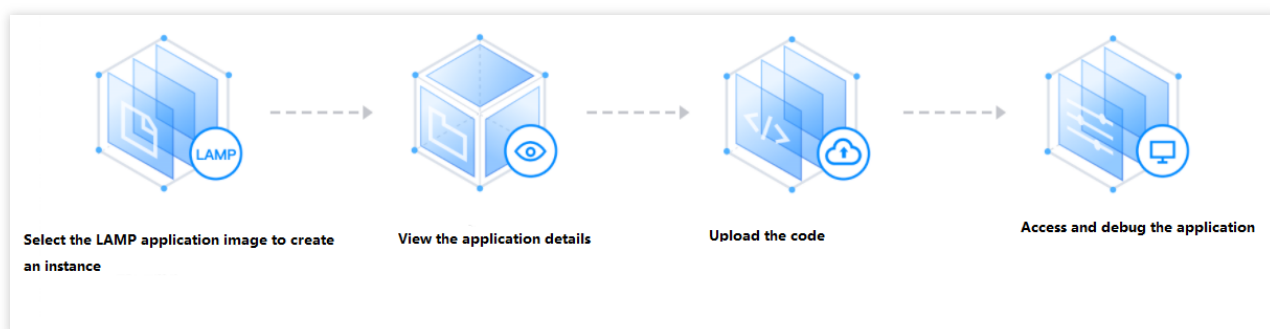 LAMP
Select the LAMP application image to create
an instance
View the application details
Upload the code
Access and debug the application